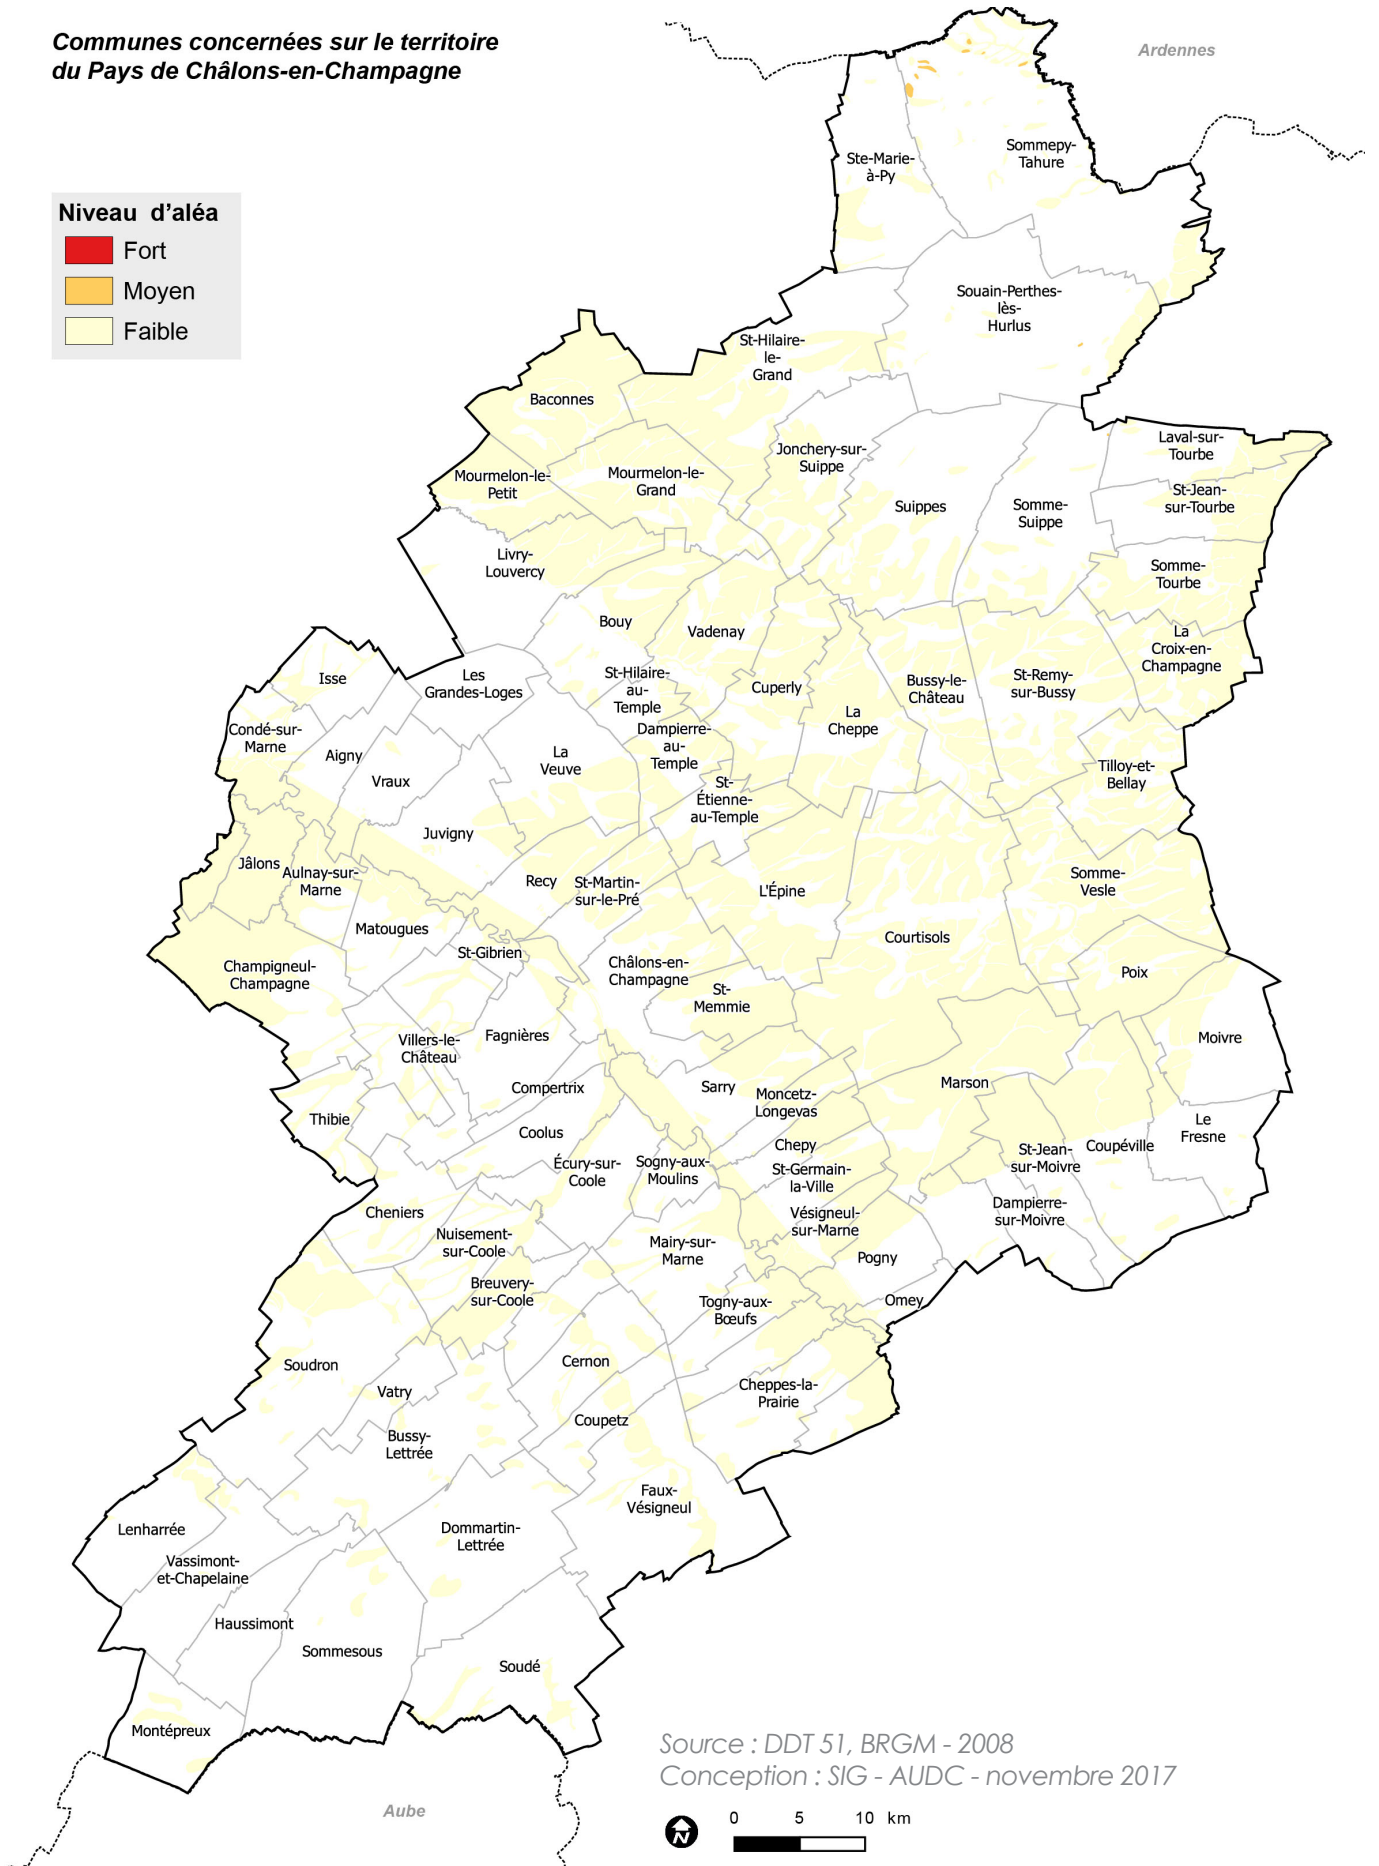 Communes concernées sur le territoire
du Pays de Châlons-en-Champagne
Ardennes
Niveau d'aléa
Fort
Moyen
Faible
Ste-Marie-
à-Py
Sommepy-
Tahure
Souain-Perthes-
lès-
Hurlus
St-Hilaire-
le-
Grand
Baconnes
Mourmelon-le-
Petit
Mourmelon-le-
Grand
Jonchery-sur-
Suippe
Suippes
Somme-
Suippe
Laval-sur-
Tourbe
St-Jean-
sur-Tourbe
Somme-
Tourbe
Livry-
Louvercy
Bouy
Vadenay
La
Croix-en-
Champagne
Isse
Les
Grandes-Loges
St-Hilaire-
au-
Temple
Cuperly
La
Cheppe
Bussy-le-
Château
St-Remy-
sur-Bussy
Condé-sur-
Marne
Aigny
Vraux
La
Veuve
Dampierre-
au-
Temple
St-
Étienne-
au-Temple
Tilloy-et-
Bellay
Juvigny
Jâlons
Aulnay-sur-
Marne
Recy
St-Martin-
sur-le-Pré
L'Épine
Somme-
Vesle
Matougues
St-Gibrien
Courtisols
Champigneul-
Champagne
Châlons-en-
Champagne
St-
Memmie
Poix
Villers-le-
Château
Fagnières
Moivre
Compertrix
Sarry
Moncetz-
Longevas
Marson
Thibie
Coolus
Chepy
St-Jean-
sur-Moivre
Coupéville
Le
Fresne
Écury-sur-
Coole
Sogny-aux-
Moulins
St-Germain-
la-Ville
Cheniers
Nuisement-
sur-Coole
Mairy-sur-
Marne
Vésigneul-
sur-Marne
Dampierre-
sur-Moivre
Pogny
Breuvery-
sur-Coole
Togny-aux-
Bœufs
Omey
Soudron
Cernon
Vatry
Cheppes-la-
Prairie
Bussy-
Lettrée
Coupetz
Faux-
Vésigneul
Lenharrée
Dommartin-
Lettrée
Vassimont-
et-Chapelaine
Haussimont
Sommesous
Soudé
Montépreux
Source : DDT 51, BRGM - 2008
Conception : SIG - AUDC - novembre 2017
Aube
N
0 5 10 km